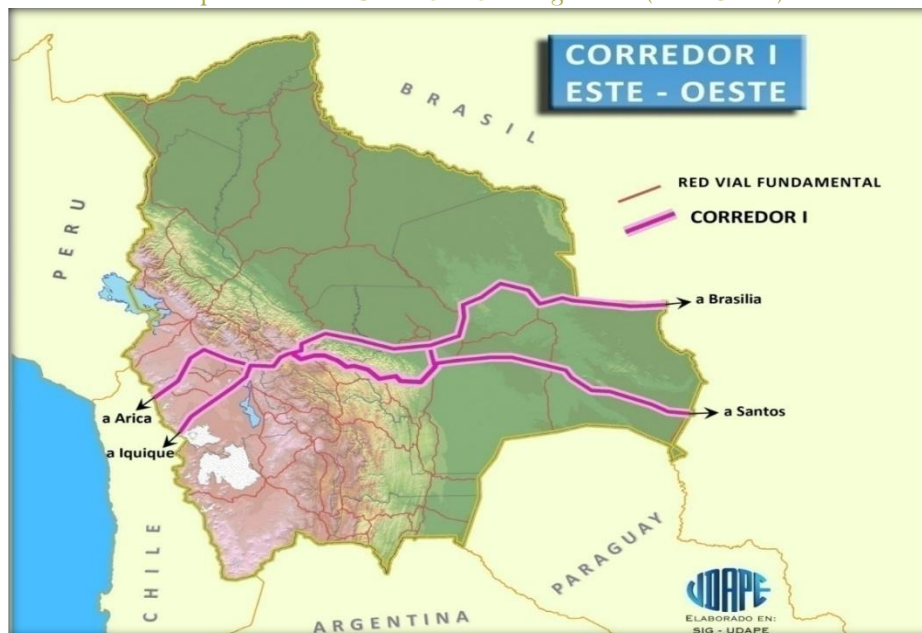 CORREDOR I
ESTE - OESTE
BRASIL
RED VIAL FUNDAMENTAL
CORREDOR I
PERU
a Brasilia
a Arica
a Santos
a Iquique
CHILE
PARAGUAY
ARGENTINA
UDAPE
ELABORADO EN:
SIG - UDAPE